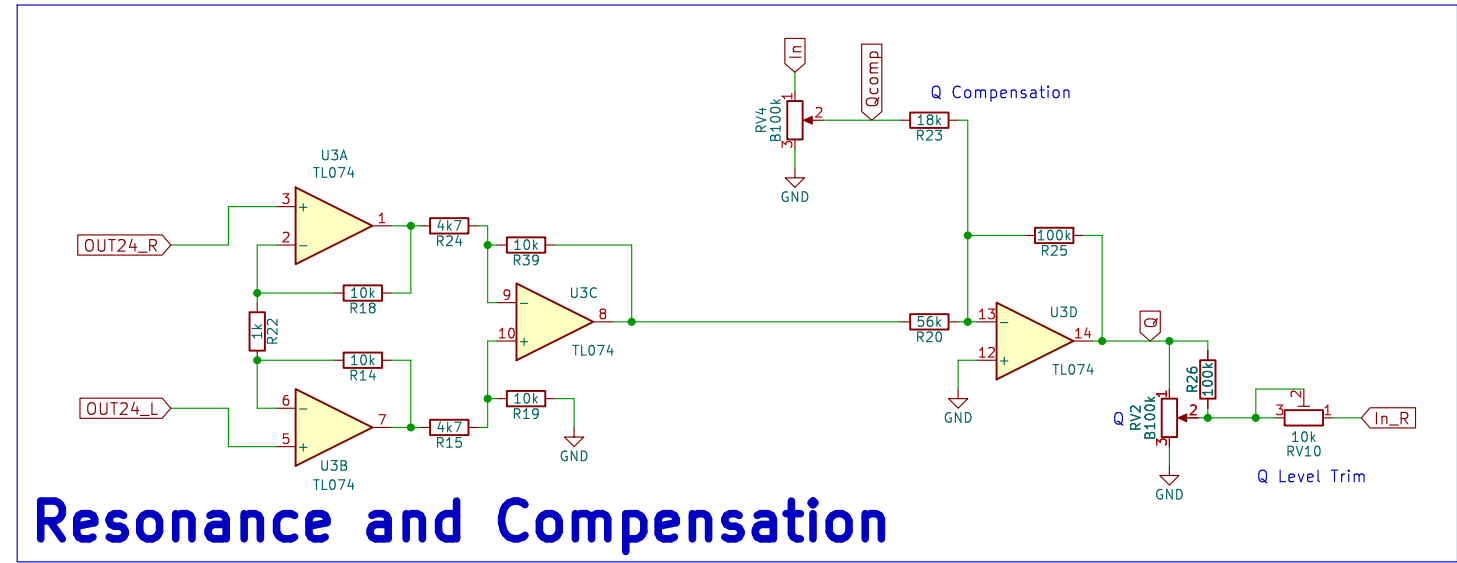 In
Qcomp
Q Compensation
1
RV4
B100k
2
3
GND
18k
R23
U3A
TL074
OUT24_R
3
+
2
−
1
4k7
R24
10k
R39
10k
R18
1k
R22
10k
R14
9
−
10
+
8
U3C
TL074
OUT24_L
6
−
5
+
7
U3B
TL074
4k7
R15
10k
R19
GND
100k
R25
56k
R20
13
−
12
+
14
U3D
TL074
GND
Q
R26
100k
Q
RV2
B100k
1
2
3
GND
2
3
1
10k
RV10
In_R
Q Level Trim
Resonance and Compensation